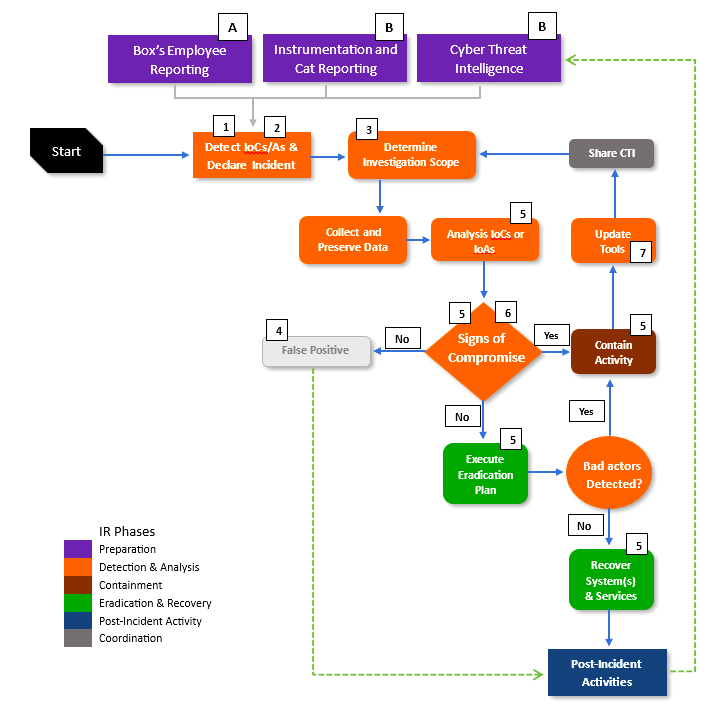 A
B
B
Box's Employee
Reporting
Instrumentation and
Cat Reporting
Cyber Threat
Intelligence
1
2
3
Start
Detect IoCs/As &
Declare Incident
Determine
Investigation Scope
Share CTI
5
Collect and
Preserve Data
Analysis IoCs or
IoAs
Update
Tools
7
5
6
4
No
Signs of
Compromise
Yes
5
Contain
Activity
False Positive
No
Yes
5
Execute
Eradication
Plan
Bad actors
Detected?
No
5
Recover
System(s)
& Services
IR Phases
Preparation
Detection & Analysis
Containment
Eradication & Recovery
Post-Incident Activity
Coordination
Post-Incident
Activities